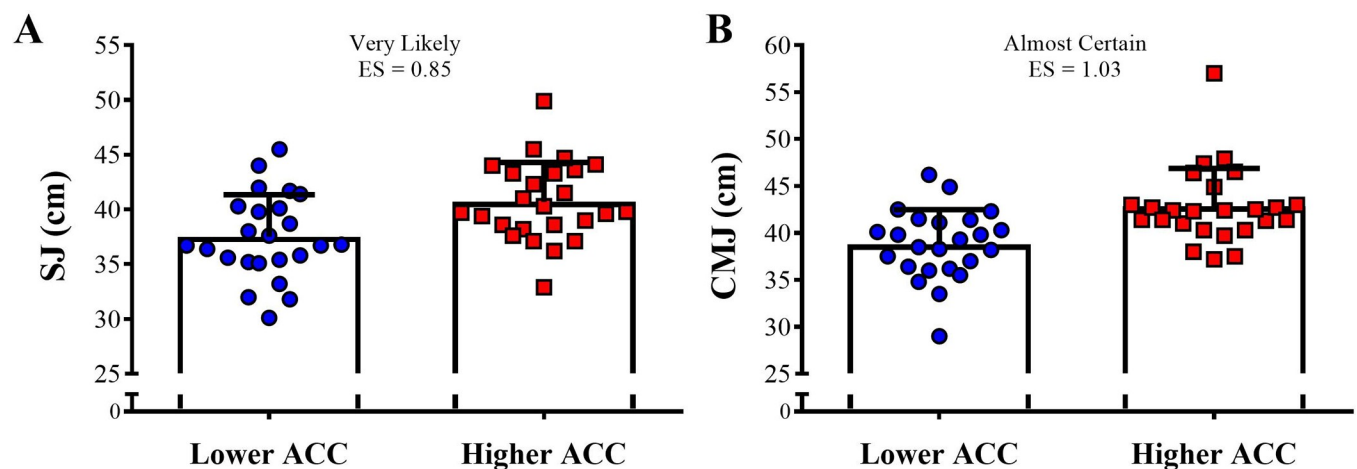 A
Very Likely
ES = 0.85
SJ (cm)
55
50
45
40
35
30
25
0
Lower ACC
Higher ACC
B
Almost Certain
ES = 1.03
CMJ (cm)
60
55
50
45
40
35
30
25
0
Lower ACC
Higher ACC